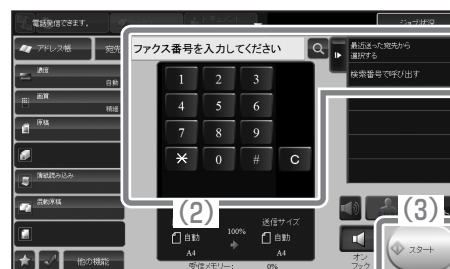 電話発信できます。
ジョブ状況
アドレス帳
宛先
ファクス番号を入力してください
最近送った宛先から
選択する
検索番号で呼び出す
濃度
自動
画質
精細
原稿
薄紙読み込み
混載原稿
他の機能
1 2 3
4 5 6
7 8 9
0 # C
(2)
(3)
送信サイズ
自動
100%
自動
A4
A4
受信メモリー: 0%
オン
フック
スタート